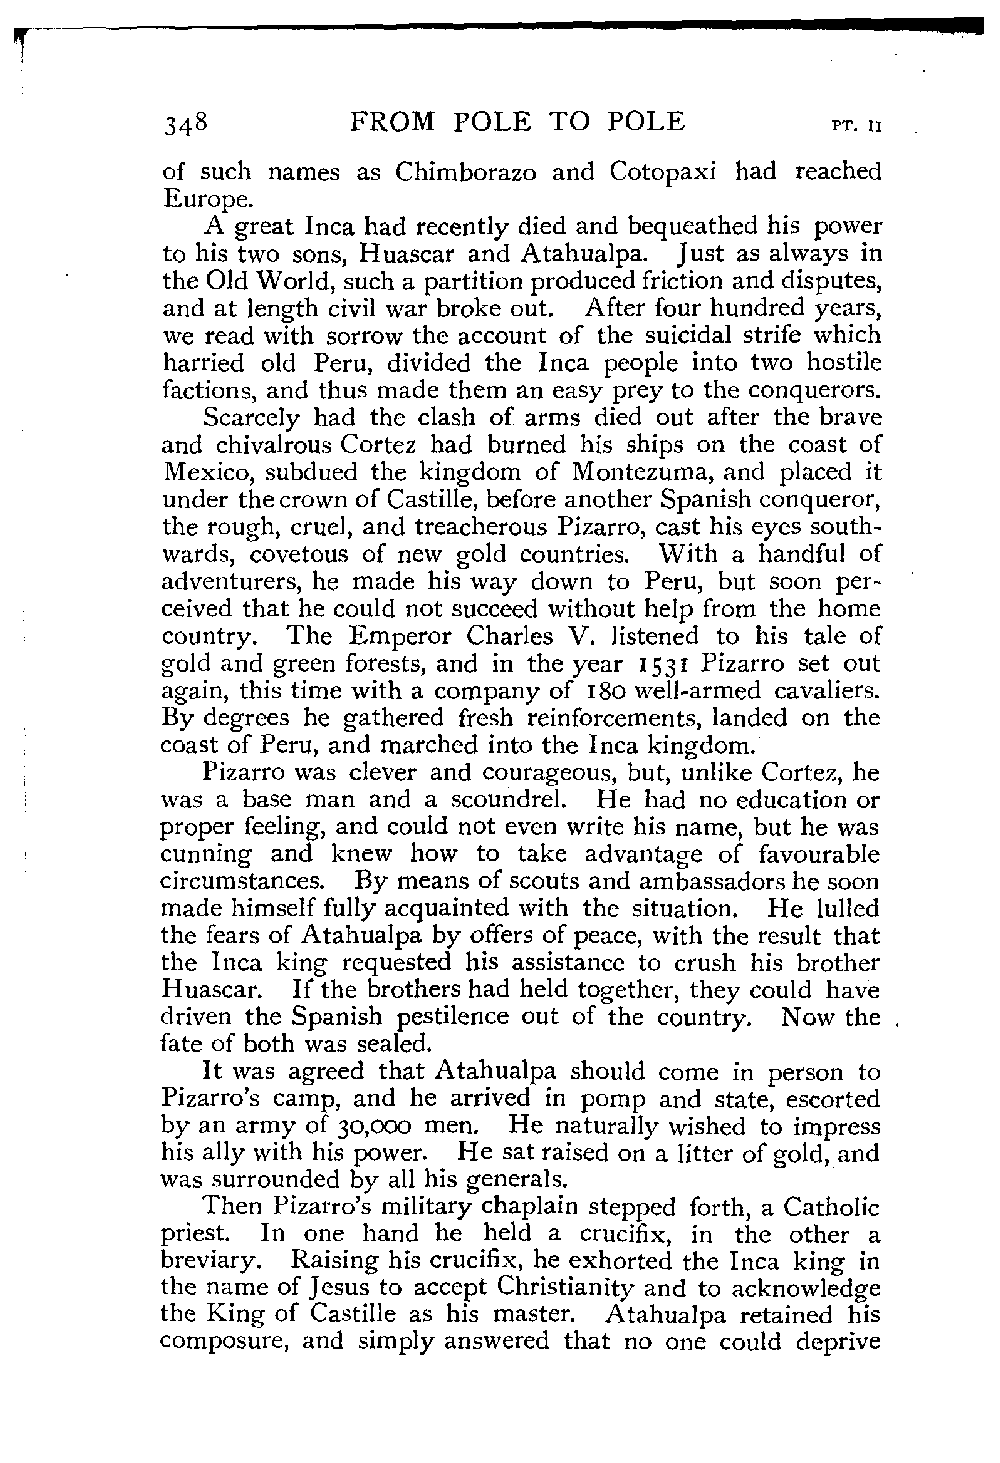 348 FROM POLE TO POLE PT. II
of such names as Chimborazo and Cotopaxi had reached
Europe.
A great Inca had recently died and bequeathed his power
to his two sons, Huascar and Atahualpa. Just as always in
the Old World, such a partition produced friction and disputes,
and at length civil war broke out. After four hundred years,
we read with sorrow the account of the suicidal strife which
harried old Peru, divided the Inca people into two hostile
factions, and thus made them an easy prey to the conquerors.
Scarcely had the clash of arms died out after the brave
and chivalrous Cortez had burned his ships on the coast of
Mexico, subdued the kingdom of Montezuma, and placed it
under the crown of Castille, before another Spanish conqueror,
the rough, cruel, and treacherous Pizarro, cast his eyes south-
wards, covetous of new gold countries. With a handful of
adventurers, he made his way down to Peru, but soon per-
ceived that he could not succeed without help from the home
country. The Emperor Charles V. listened to his tale of
gold and green forests, and in the year 1531 Pizarro set out
again, this time with a company of 180 well-armed cavaliers.
By degrees he gathered fresh reinforcements, landed on the
coast of Peru, and marched into the Inca kingdom.
Pizarro was clever and courageous, but, unlike Cortez, he
was a base man and a scoundrel. He had no education or
proper feeling, and could not even write his name, but he was
cunning and knew how to take advantage of favourable
circumstances. By means of scouts and ambassadors he soon
made himself fully acquainted with the situation. He lulled
the fears of Atahualpa by offers of peace, with the result that
the Inca king requested his assistance to crush his brother
Huascar. If the brothers had held together, they could have
driven the Spanish pestilence out of the country. Now the
fate of both was sealed.
It was agreed that Atahualpa should come in person to
Pizarro's camp, and he arrived in pomp and state, escorted
by an army of 30,000 men. He naturally wished to impress
his ally with his power. He sat raised on a litter of gold, and
was surrounded by all his generals.
Then Pizarro's military chaplain stepped forth, a Catholic
priest. In one hand he held a crucifix, in the other a
breviary. Raising his crucifix, he exhorted the Inca king in
the name of Jesus to accept Christianity and to acknowledge
the King of Castille as his master. Atahualpa retained his
composure, and simply answered that no one could deprive